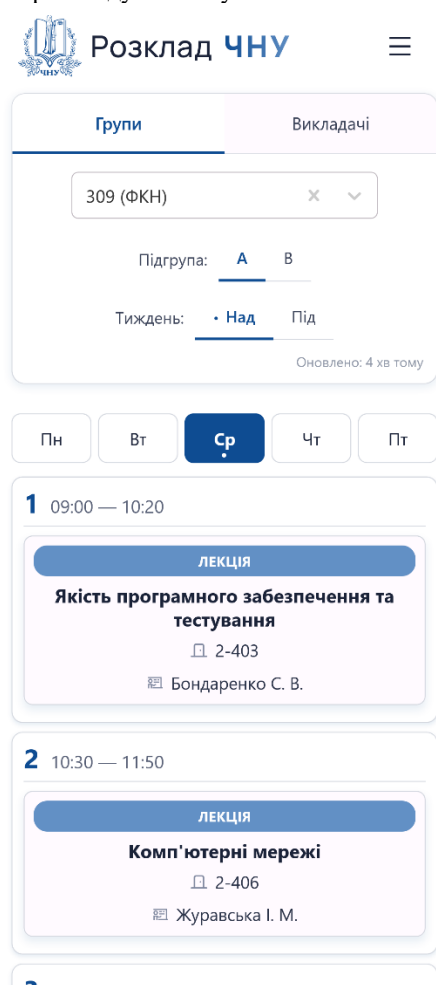 Розклад ЧНУ
ЧНУ
Групи Викладачі
309 (ФКН)
Підгрупа: A B
Тиждень: • Над Під
Оновлено: 4 хв тому
Пн Вт Ср Чт Пт
1 09:00 — 10:20
ЛЕКЦІЯ
Якість програмного забезпечення та
тестування
2-403
Бондаренко С. В.
2 10:30 — 11:50
ЛЕКЦІЯ
Комп'ютерні мережі
2-406
Журавська І. М.